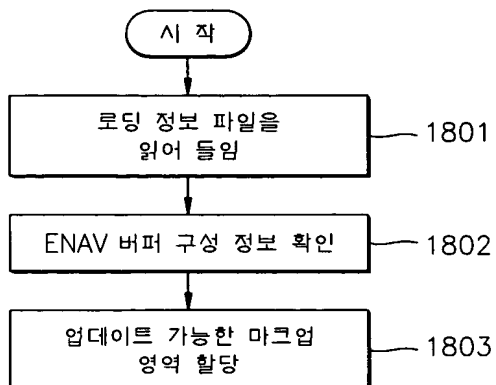 시 작
로딩 정보 파일을
읽어 들임
1801
ENAV 버퍼 구성 정보 확인
1802
업데이트 가능한 마크업
영역 할당
1803